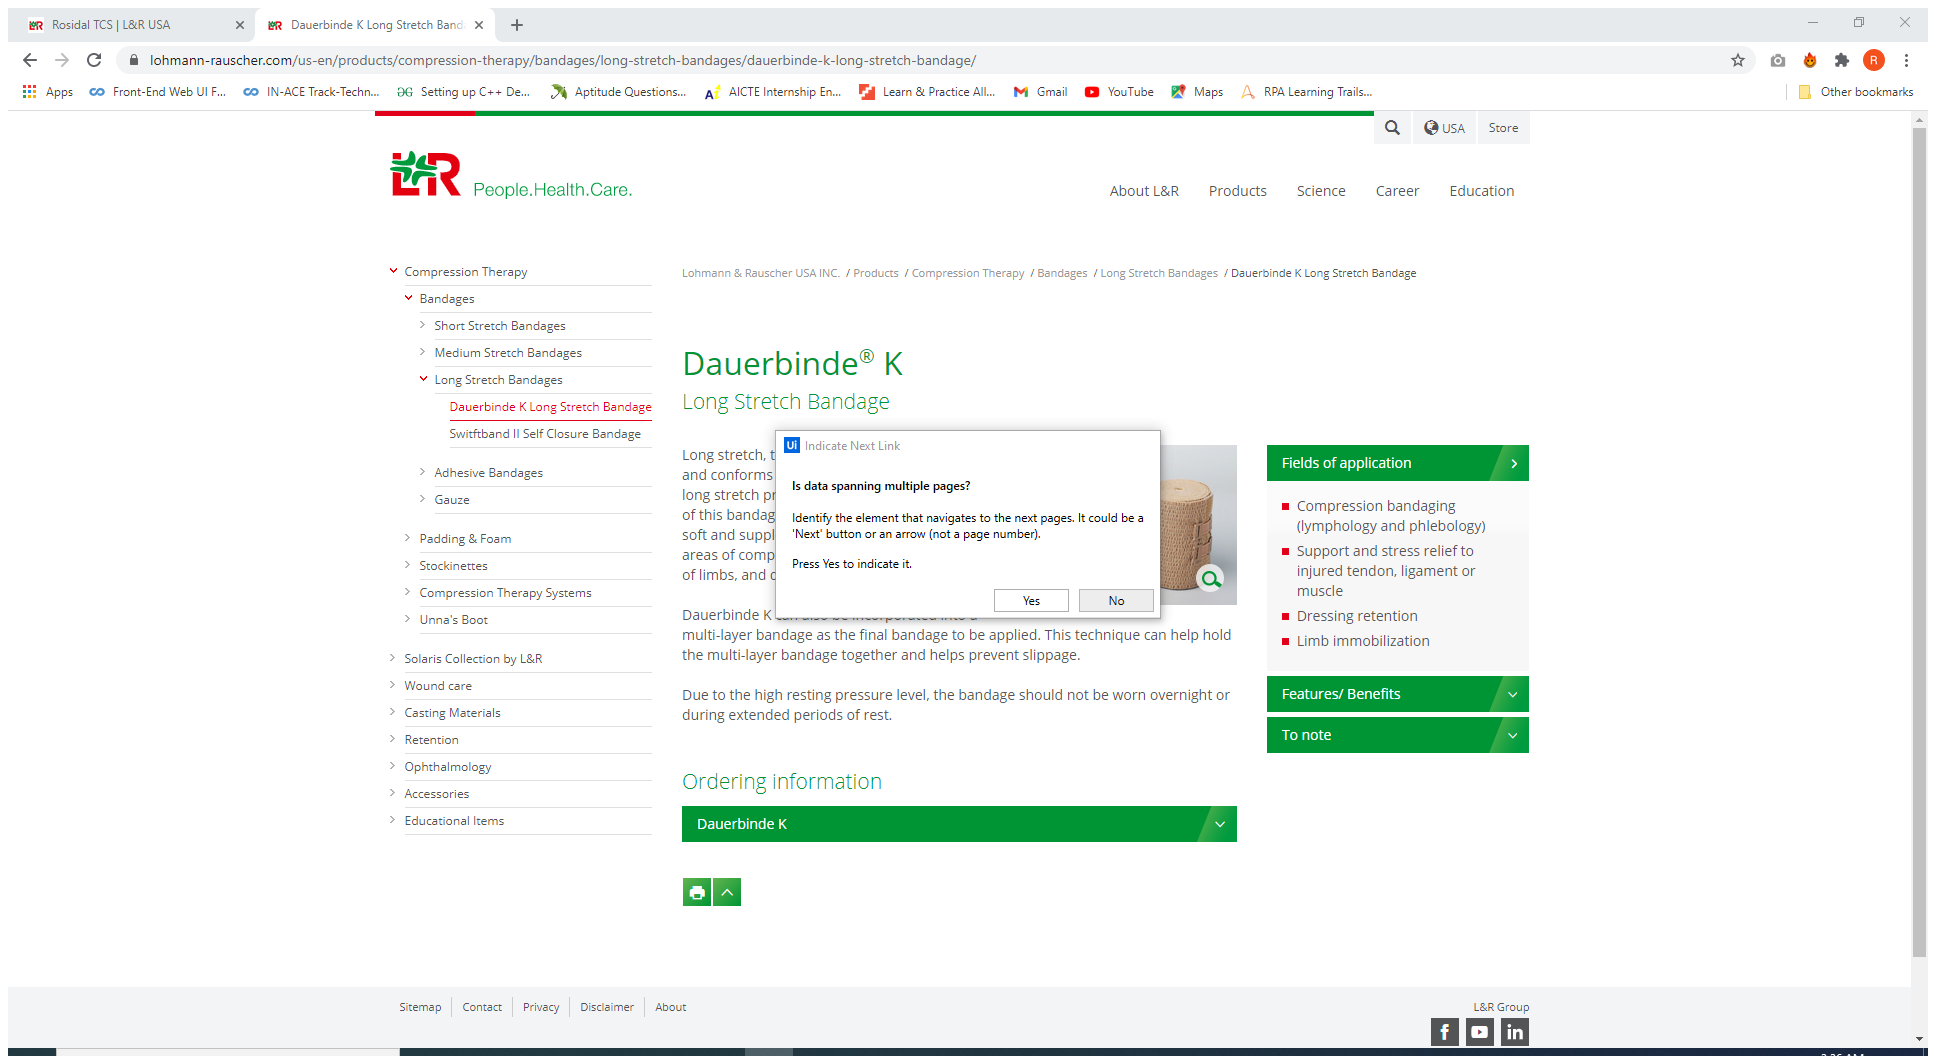 Rosidal TCS | L&R USA
Dauerbinde K Long Stretch Band
lohmann-rauscher.com/us-en/products/compression-therapy/bandages/long-stretch-bandages/dauerbinde-k-long-stretch-bandage/
R
Apps
Front-End Web UI F...
IN-ACE Track-Techn...
Setting up C++ De...
Aptitude Questions...
AICTE Internship En...
Learn & Practice All...
Gmail
YouTube
Maps
RPA Learning Trails...
Other bookmarks
USA
Store
L&R People.Health.Care.
About L&R
Products
Science
Career
Education
Compression Therapy
Bandages
Short Stretch Bandages
Medium Stretch Bandages
Long Stretch Bandages
Dauerbinde K Long Stretch Bandage
Switftband II Self Closure Bandage
Adhesive Bandages
Gauze
Padding & Foam
Stockinettes
Compression Therapy Systems
Unna's Boot
Solaris Collection by L&R
Wound care
Casting Materials
Retention
Ophthalmology
Accessories
Educational Items
Lohmann & Rauscher USA INC. / Products / Compression Therapy / Bandages / Long Stretch Bandages / Dauerbinde K Long Stretch Bandage
Dauerbinde® K
Long Stretch Bandage
Long stretch, t
and conforms
long stretch pr
of this bandag
soft and suppl
areas of comp
of limbs, and
Dauerbinde K can also be incorporated into a
multi-layer bandage as the final bandage to be applied. This technique can help hold
the multi-layer bandage together and helps prevent slippage.
Due to the high resting pressure level, the bandage should not be worn overnight or
during extended periods of rest.
Ui Indicate Next Link
Is data spanning multiple pages?
Identify the element that navigates to the next pages. It could be a
'Next' button or an arrow (not a page number).
Press Yes to indicate it.
Yes
No
Fields of application
Compression bandaging
(lymphology and phlebology)
Support and stress relief to
injured tendon, ligament or
muscle
Dressing retention
Limb immobilization
Features/ Benefits
To note
Ordering information
Dauerbinde K
Sitemap
Contact
Privacy
Disclaimer
About
L&R Group